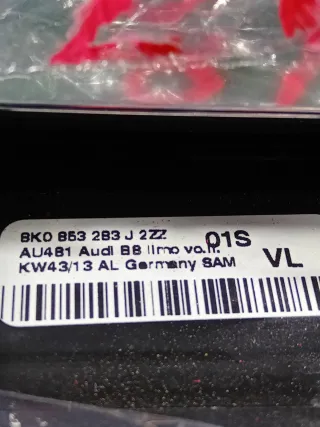 8K0 853 283 J 2ZZ 01S
AU481 Audi B8 limo vo.li.
KW43/13 AL Germany SAM VL